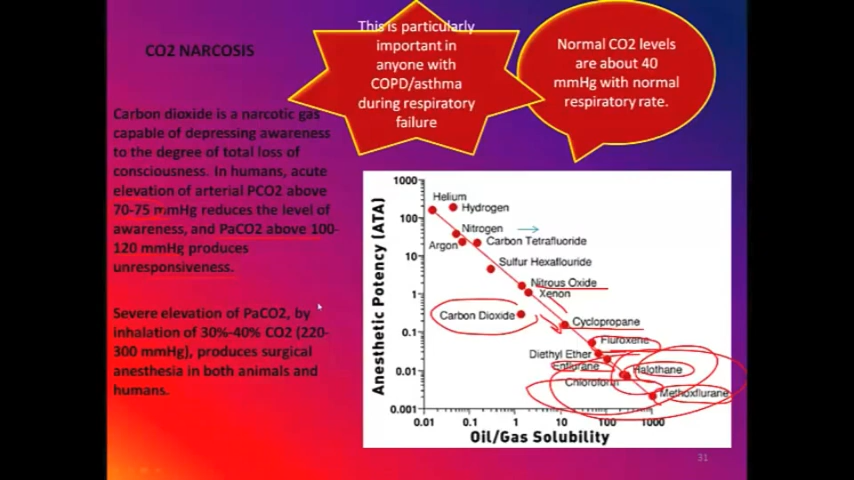 CO2 NARCOSIS
This is particularly
important in
anyone with
COPD/asthma
during respiratory
failure
Normal CO2 levels
are about 40
mmHg with normal
respiratory rate.
Carbon dioxide is a narcotic gas
capable of depressing awareness
to the degree of total loss of
consciousness. In humans, acute
elevation of arterial PCO2 above
70-75 mmHg reduces the level of
awareness, and PaCO2 above 100-
120 mmHg produces
unresponsiveness.
Severe elevation of PaCO2, by
inhalation of 30%-40% CO2 (220-
300 mmHg), produces surgical
anesthesia in both animals and
humans.
Anesthetic Potency (ATA)
1000
100
10
1
0.1
0.01
0.001
Helium
Hydrogen
Nitrogen
Argon
Carbon Tetrafluoride
Sulfur Hexaflouride
Nitrous Oxide
Xenon
Carbon Dioxide
Cyclopropane
Fluroxene
Diethyl Ether
Enflurane
Halothane
Chloroform
Methoxflurane
0.01 0.1 1 10 100 1000
Oil/Gas Solubility
31